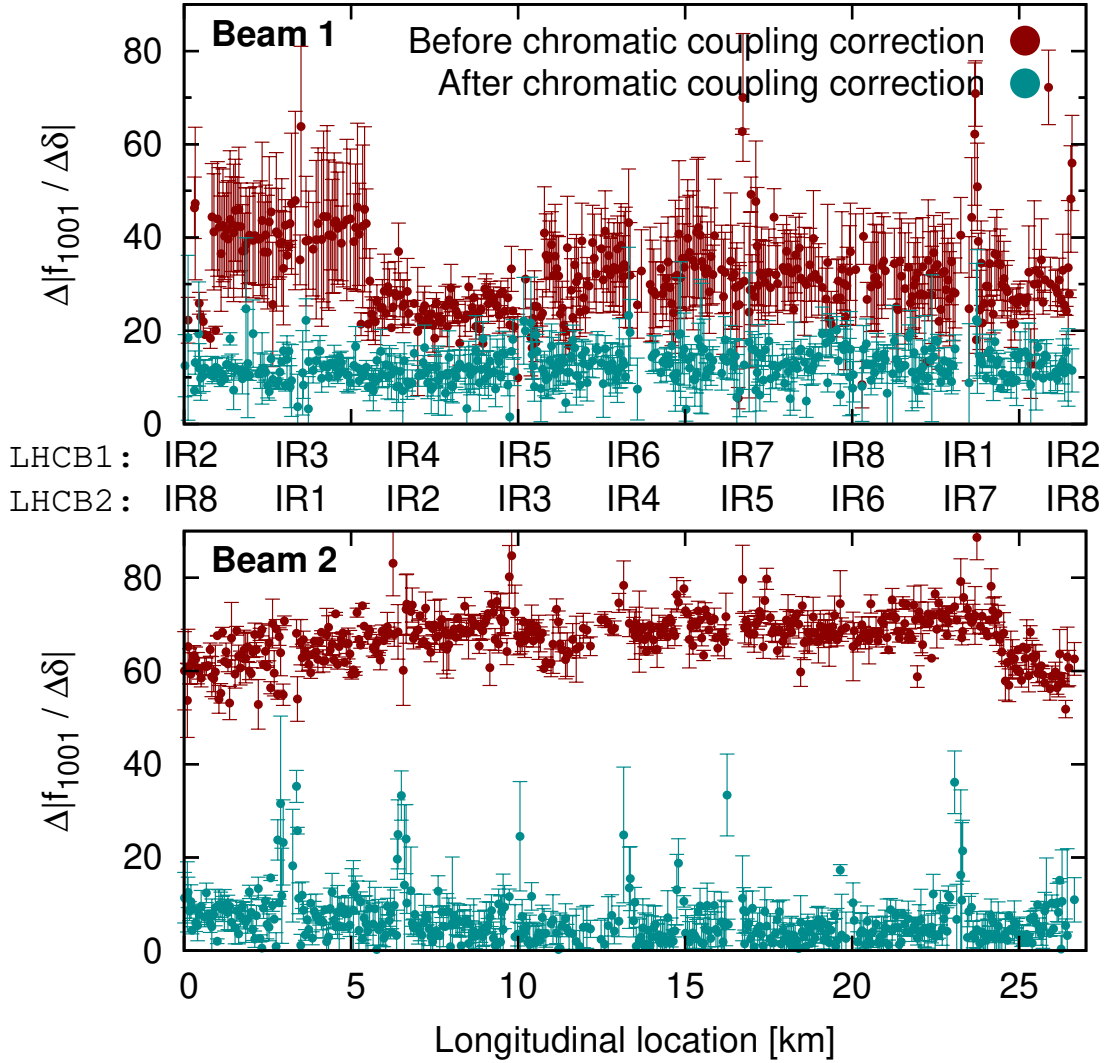 Beam 1
Before chromatic coupling correction
After chromatic coupling correction
80
60
40
20
0
Δ|f1001 / Δδ|
LHCB1: IR2 IR3 IR4 IR5 IR6 IR7 IR8 IR1 IR2
LHCB2: IR8 IR1 IR2 IR3 IR4 IR5 IR6 IR7 IR8
Beam 2
80
60
40
20
0
Δ|f1001 / Δδ|
0 5 10 15 20 25
Longitudinal location [km]